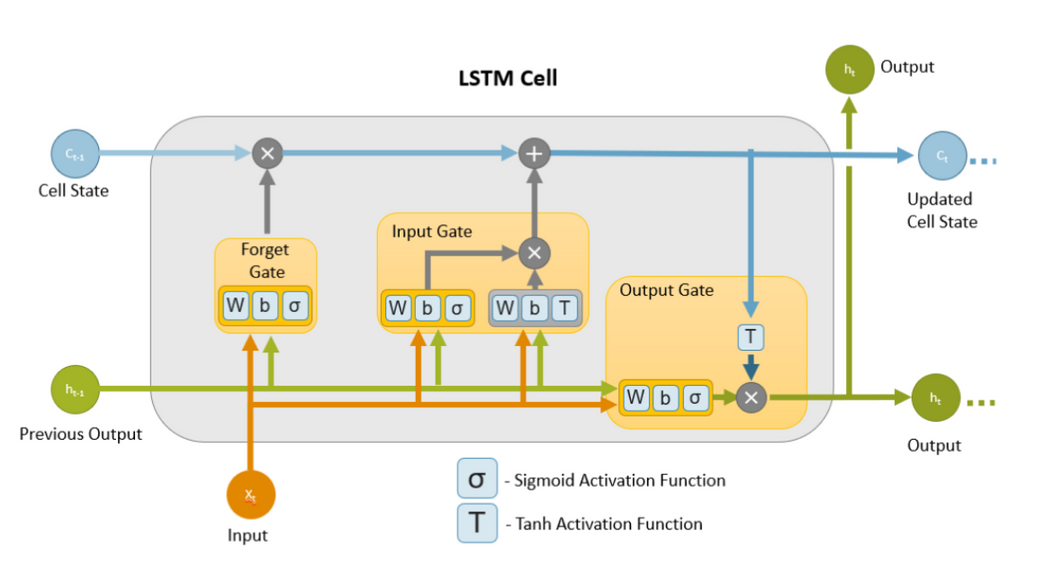 LSTM Cell
hₜ
Output
Cₜ₋₁
Cell State
×
+
Cₜ
Updated
Cell State
Forget
Gate
W b σ
Input Gate
×
W b σ
W b T
Output Gate
T
hₜ₋₁
Previous Output
W b σ
×
hₜ
Output
Xₜ
Input
σ - Sigmoid Activation Function
T - Tanh Activation Function